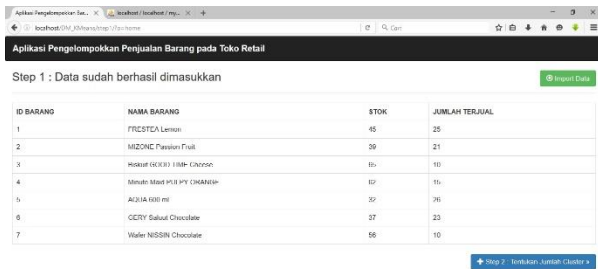 Aplikasi Pengelompokkan Bar...
localhost / localhost / my...
localhost/DM_KMeans/step1/?a=home
Cari
Aplikasi Pengelompokkan Penjualan Barang pada Toko Retail
Step 1 : Data sudah berhasil dimasukkan
Import Data
ID BARANG NAMA BARANG STOK JUMLAH TERJUAL
1 FRESTEA Lemon 45 25
2 MIZONE Passion Fruit 39 21
3 Biskuit GOOD TIME Cheese 65 10
4 Minute Maid PULPY ORANGE 15
5 AQUA 600 ml 32 26
6 GERY Saluut Chocolate 37 23
7 Wafer NISSIN Chocolate 56 10
Step 2 : Tentukan Jumlah Cluster »